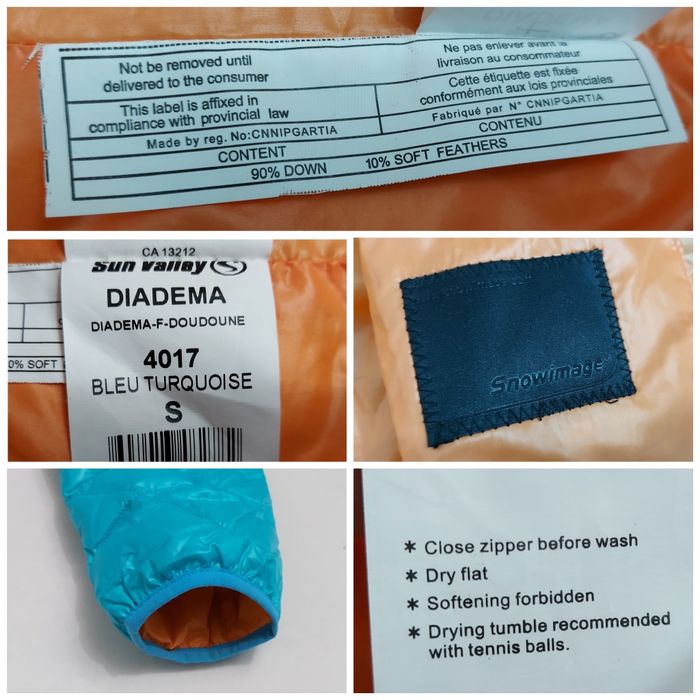 Not be removed until
delivered to the consumer
Ne pas enlever avant la
livraison au consommateur
This label is affixed in
compliance with provincial law
Cette étiquette est fixée
conformément aux lois provinciales
Made by reg. No:CNNIPGARTIA
Fabriqué par N° CNNIPGARTIA
CONTENT
CONTENU
90% DOWN 10% SOFT FEATHERS
CA 13212
Sun Valley
DIADEMA
DIADEMA-F-DOUDOUNE
4017
BLEU TURQUOISE
S
0% SOFT
Snowimage
* Close zipper before wash
* Dry flat
* Softening forbidden
* Drying tumble recommended
with tennis balls.